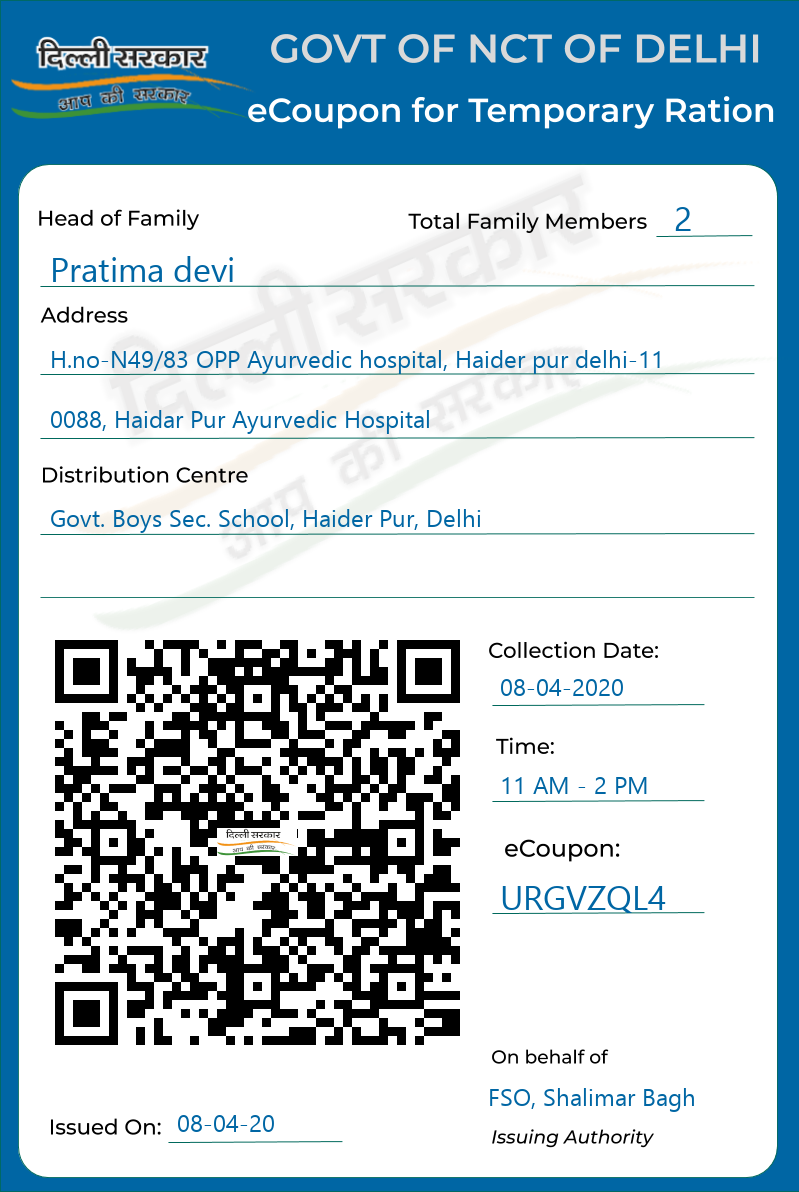 दिल्ली सरकार
आप की सरकार
GOVT OF NCT OF DELHI
eCoupon for Temporary Ration
Head of Family
Total Family Members 2
Pratima devi
Address
H.no-N49/83 OPP Ayurvedic hospital, Haider pur delhi-11
0088, Haidar Pur Ayurvedic Hospital
Distribution Centre
Govt. Boys Sec. School, Haider Pur, Delhi
दिल्ली सरकार
आप की सरकार
Collection Date:
08-04-2020
Time:
11 AM - 2 PM
दिल्ली सरकार
आप की सरकार
eCoupon:
URGVZQL4
On behalf of
FSO, Shalimar Bagh
Issuing Authority
Issued On: 08-04-20